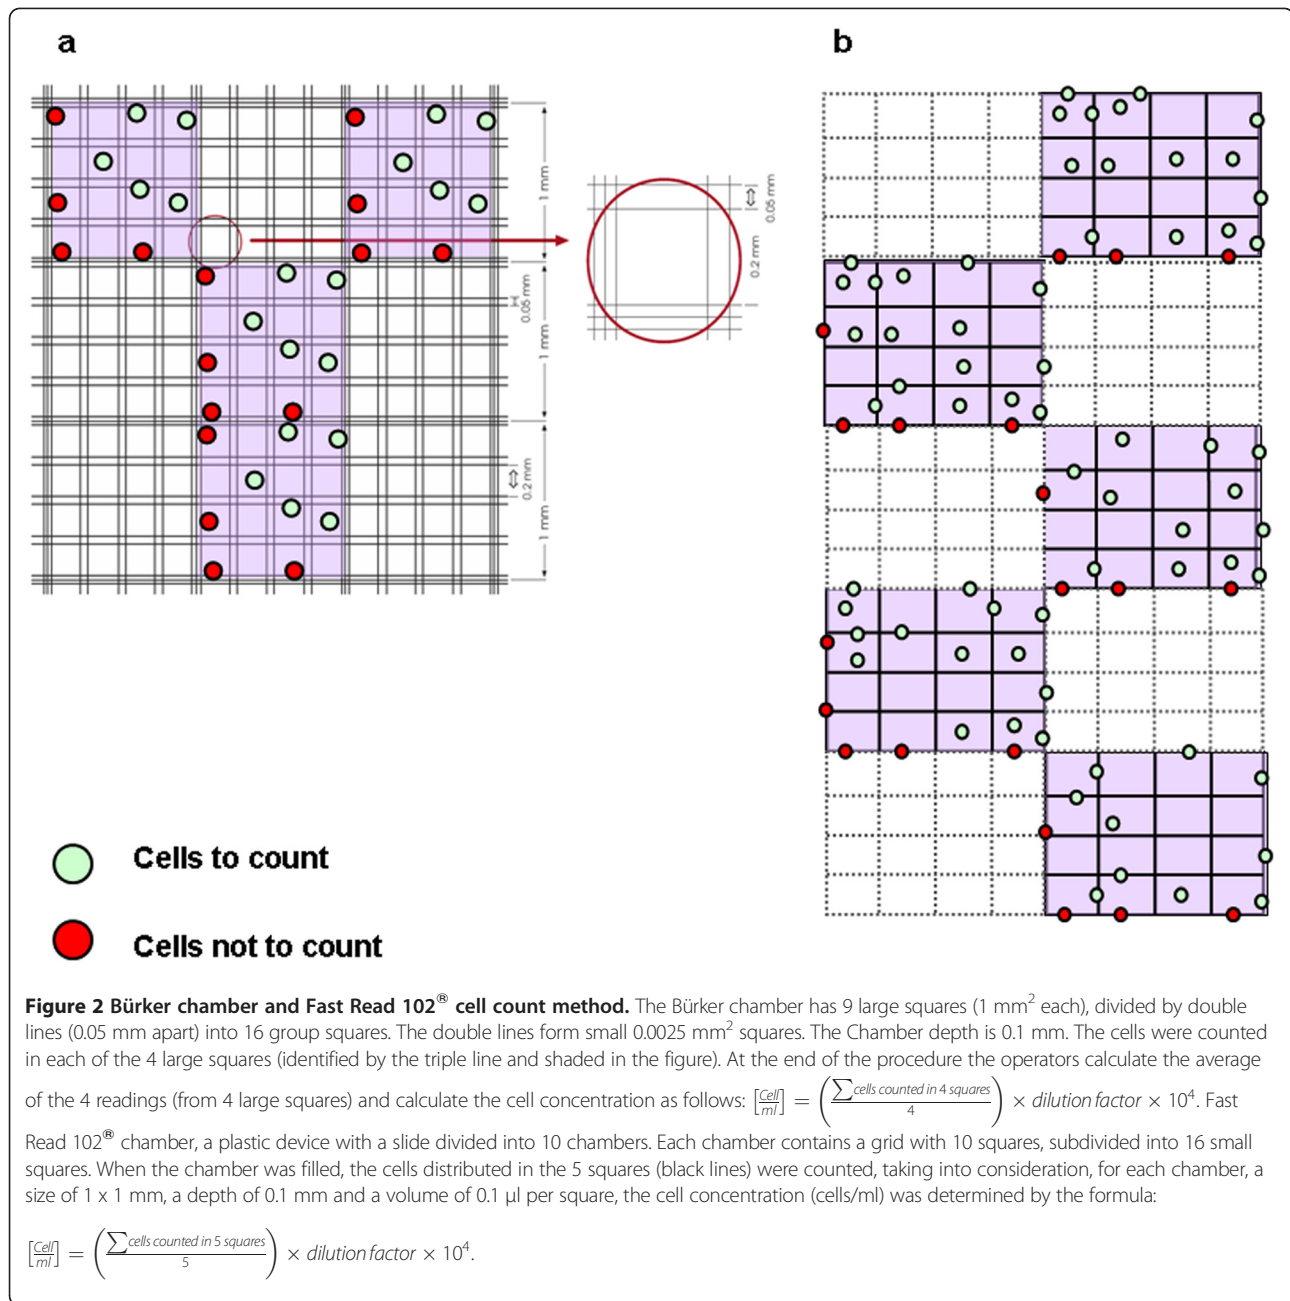 a
b
1 mm
0.05 mm
1 mm
0.2 mm
1 mm
0.05 mm
0.2 mm
Cells to count
Cells not to count
Figure 2 Bürker chamber and Fast Read 102® cell count method. The Bürker chamber has 9 large squares (1 mm² each), divided by double
lines (0.05 mm apart) into 16 group squares. The double lines form small 0.0025 mm² squares. The Chamber depth is 0.1 mm. The cells were counted
in each of the 4 large squares (identified by the triple line and shaded in the figure). At the end of the procedure the operators calculate the average
of the 4 readings (from 4 large squares) and calculate the cell concentration as follows: [Cell/ml] = (∑cells counted in 4 squares/4) × dilution factor × 10⁴. Fast
Read 102® chamber, a plastic device with a slide divided into 10 chambers. Each chamber contains a grid with 10 squares, subdivided into 16 small
squares. When the chamber was filled, the cells distributed in the 5 squares (black lines) were counted, taking into consideration, for each chamber, a
size of 1 x 1 mm, a depth of 0.1 mm and a volume of 0.1 µl per square, the cell concentration (cells/ml) was determined by the formula:
[Cell/ml] = (∑cells counted in 5 squares/5) × dilution factor × 10⁴.